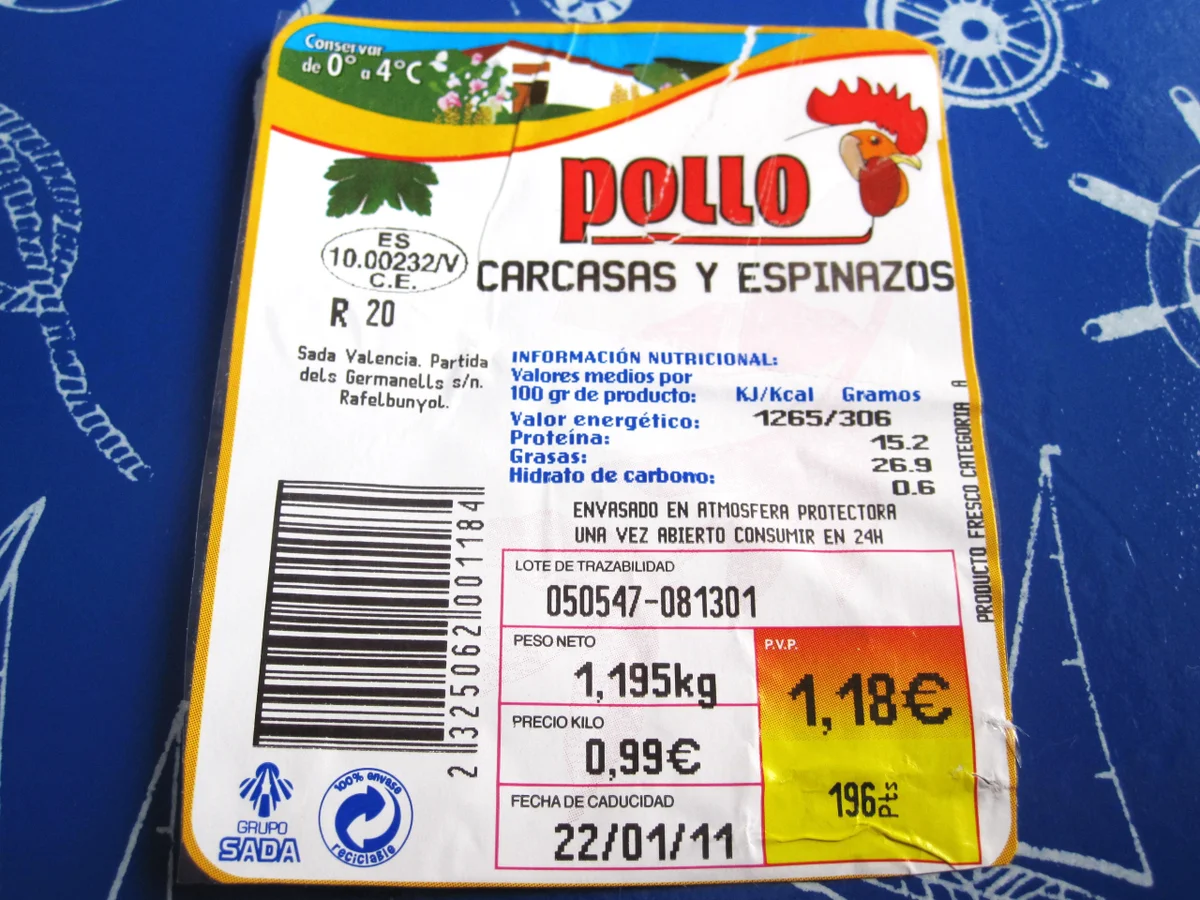 Conservar
de 0° a 4°C
POLLO
ES
10.00232/V
C.E.
R 20
CARCASAS Y ESPINAZOS
Sada Valencia. Partida
dels Germanells s/n.
Rafelbunyol.
INFORMACIÓN NUTRICIONAL:
Valores medios por
100 gr de producto: KJ/Kcal Gramos
Valor energético: 1265/306
Proteína: 15.2
Grasas: 26.9
Hidrato de carbono: 0.6
ENVASADO EN ATMOSFERA PROTECTORA
UNA VEZ ABIERTO CONSUMIR EN 24H
PRODUCTO FRESCO CATEGORIA A
LOTE DE TRAZABILIDAD
050547-081301
PESO NETO
1,195kg
P.V.P.
1,18€
PRECIO KILO
0,99€
196 Pts
FECHA DE CADUCIDAD
22/01/11
2 325062 001184
GRUPO
SADA
100% envase
reciclable